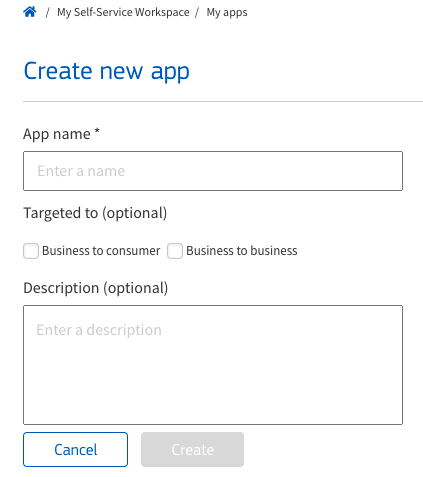 / My Self-Service Workspace / My apps
Create new app
App name *
Enter a name
Targeted to (optional)
Business to consumer Business to business
Description (optional)
Enter a description
Cancel Create